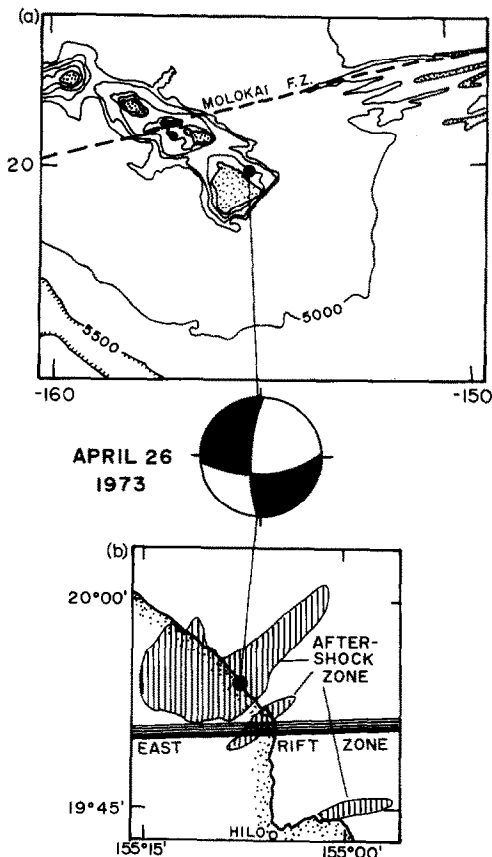 (a)
MOLOKAI F.Z.
20
5000
5500
-160
-150
APRIL 26
1973
(b)
20°00'
AFTER-
SHOCK
ZONE
EAST RIFT ZONE
19°45'
HILO
155°15'
155°00'